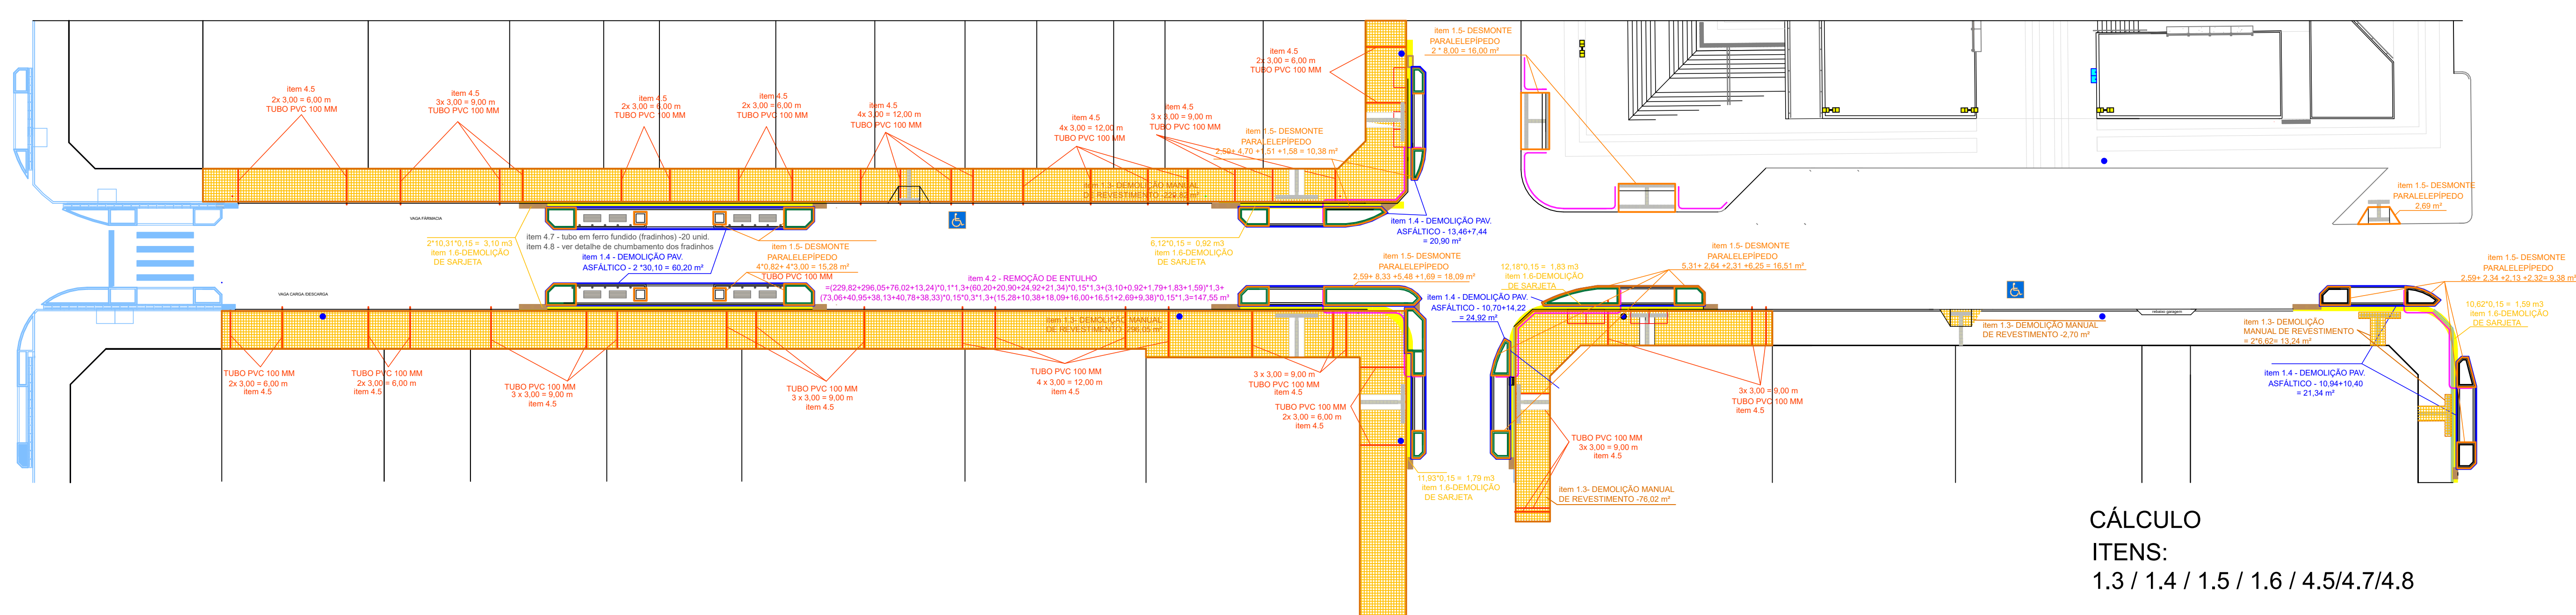 item 4.5
2x 3,00 = 6,00 m
TUBO PVC 100 MM
item 4.5
3x 3,00 = 9,00 m
TUBO PVC 100 MM
item 4.5
2x 3,00 = 6,00 m
TUBO PVC 100 MM
item 4.5
2x 3,00 = 6,00 m
TUBO PVC 100 MM
item 4.5
4x 3,00 = 12,00 m
TUBO PVC 100 MM
item 4.5
4x 3,00 = 12,00 m
TUBO PVC 100 MM
item 4.5
3 x 3,00 = 9,00 m
TUBO PVC 100 MM
item 4.5
2x 3,00 = 6,00 m
TUBO PVC 100 MM
item 1.5- DESMONTE
PARALELEPÍPEDO
2,59+ 4,70 +1,51 +1,58 = 10,38 m²
item 1.5- DESMONTE
PARALELEPÍPEDO
2 * 8,00 = 16,00 m²
item 1.3- DEMOLIÇÃO MANUAL
DE REVESTIMENTO -229,82 m²
item 1.5- DESMONTE
PARALELEPÍPEDO
2,69 m²
VAGA FÁRMACIA
2*10,31*0,15 = 3,10 m3
item 1.6-DEMOLIÇÃO
DE SARJETA
item 4.7 - tubo em ferro fundido (fradinhos) -20 unid.
item 4.8 - ver detalhe de chumbamento dos fradinhos
item 1.4 - DEMOLIÇÃO PAV.
ASFÁLTICO - 2 *30,10 = 60,20 m²
item 1.5- DESMONTE
PARALELEPÍPEDO
4*0,82+ 4*3,00 = 15,28 m²
TUBO PVC 100 MM
6,12*0,15 = 0,92 m3
item 1.6-DEMOLIÇÃO
DE SARJETA
item 1.4 - DEMOLIÇÃO PAV.
ASFÁLTICO - 13,46+7,44
= 20,90 m²
item 1.5- DESMONTE
PARALELEPÍPEDO
2,59+ 8,33 +5,48 +1,69 = 18,09 m²
12,18*0,15 = 1,83 m3
item 1.6-DEMOLIÇÃO
DE SARJETA
item 1.5- DESMONTE
PARALELEPÍPEDO
5,31+ 2,64 +2,31 +6,25 = 16,51 m²
item 1.5- DESMONTE
PARALELEPÍPEDO
2,59+ 2,34 +2,13 +2,32= 9,38 m²
VAGA CARGA /DESCARGA
item 4.2 - REMOÇÃO DE ENTULHO
=(229,82+296,05+76,02+13,24)*0,1*1,3+(60,20+20,90+24,92+21,34)*0,15*1,3+(3,10+0,92+1,79+1,83+1,59)*1,3+
(73,06+40,95+38,13+40,78+38,33)*0,15*0,3*1,3+(15,28+10,38+18,09+16,00+16,51+2,69+9,38)*0,15*1,3=147,55 m³
item 1.4 - DEMOLIÇÃO PAV.
ASFÁLTICO - 10,70+14,22
= 24,92 m²
10,62*0,15 = 1,59 m3
item 1.6-DEMOLIÇÃO
DE SARJETA
rebaixo garagem
item 1.3- DEMOLIÇÃO MANUAL
DE REVESTIMENTO -296,05 m²
item 1.3- DEMOLIÇÃO MANUAL
DE REVESTIMENTO -2,70 m²
item 1.3- DEMOLIÇÃO
MANUAL DE REVESTIMENTO
= 2*6,62= 13,24 m²
TUBO PVC 100 MM
2x 3,00 = 6,00 m
item 4.5
TUBO PVC 100 MM
2x 3,00 = 6,00 m
item 4.5
TUBO PVC 100 MM
3 x 3,00 = 9,00 m
item 4.5
TUBO PVC 100 MM
3 x 3,00 = 9,00 m
item 4.5
TUBO PVC 100 MM
4 x 3,00 = 12,00 m
item 4.5
3 x 3,00 = 9,00 m
TUBO PVC 100 MM
item 4.5
TUBO PVC 100 MM
2x 3,00 = 6,00 m
item 4.5
3x 3,00 = 9,00 m
TUBO PVC 100 MM
item 4.5
item 1.4 - DEMOLIÇÃO PAV.
ASFÁLTICO - 10,94+10,40
= 21,34 m²
TUBO PVC 100 MM
3x 3,00 = 9,00 m
item 4.5
11,93*0,15 = 1,79 m3
item 1.6-DEMOLIÇÃO
DE SARJETA
item 1.3- DEMOLIÇÃO MANUAL
DE REVESTIMENTO -76,02 m²
CÁLCULO
ITENS:
1.3 / 1.4 / 1.5 / 1.6 / 4.5/4.7/4.8